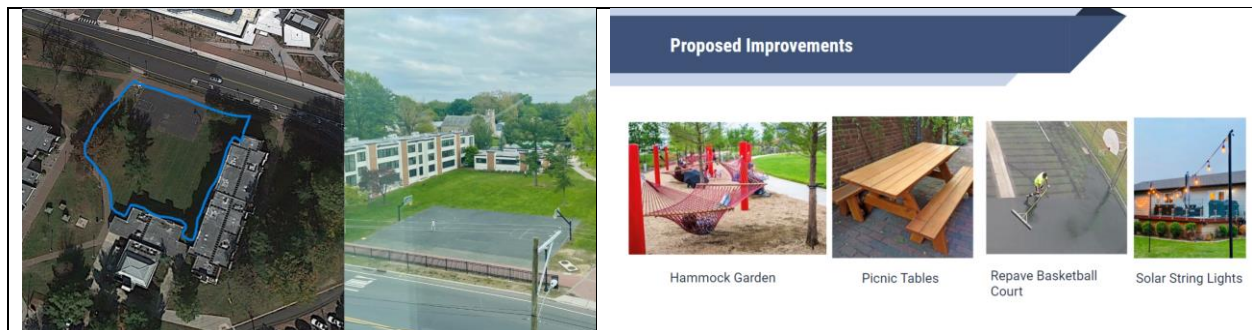 Proposed Improvements
Hammock Garden
Picnic Tables
Repave Basketball
Court
Solar String Lights